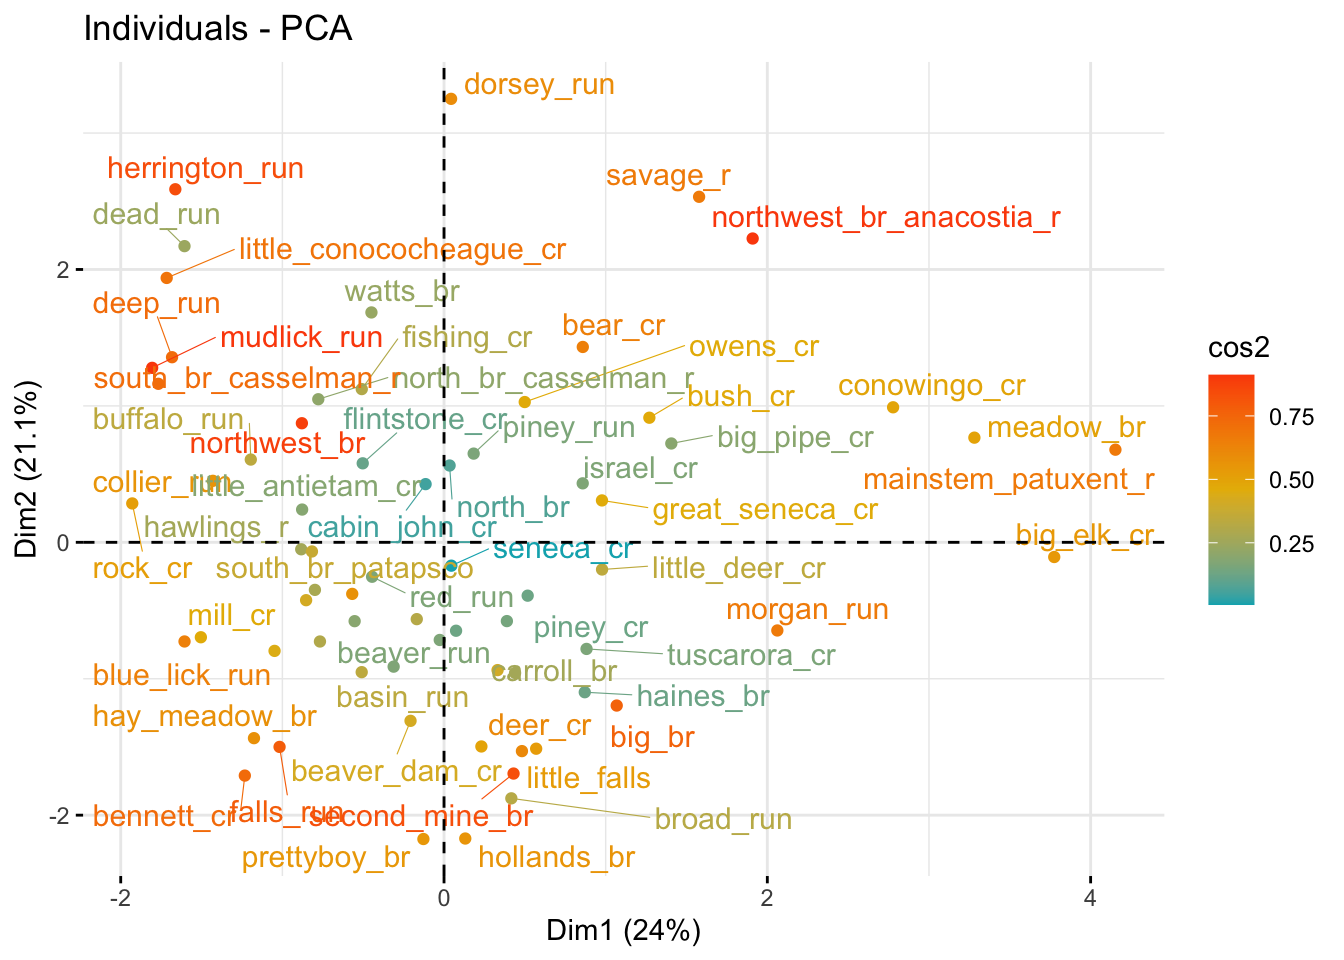 Individuals - PCA
dorsey_run
herrington_run
savage_r
dead_run
northwest_br_anacostia_r
little_conococheague_cr
2
watts_br
deep_run
bear_cr
mudlick_run
fishing_cr
owens_cr
south_br_casselman_r
north_br_casselman_r
conowingo_cr
bush_cr
buffalo_run
flintstone_cr
piney_run
meadow_br
northwest_br
big_pipe_cr
israel_cr
collier_run
little_antietam_cr
mainstem_patuxent_r
north_br
great_seneca_cr
hawlings_r
cabin_john_cr
big_elk_cr
0
seneca_cr
rock_cr
south_br_patapsco
little_deer_cr
red_run
mill_cr
morgan_run
piney_cr
beaver_run
tuscarora_cr
blue_lick_run
carroll_br
basin_run
haines_br
hay_meadow_br
deer_cr
big_br
beaver_dam_cr
little_falls
-2
bennett_cr
falls_run
second_mine_br
broad_run
prettyboy_br
hollands_br
-2
0
2
4
Dim1 (24%)
Dim2 (21.1%)
cos2
0.75
0.50
0.25